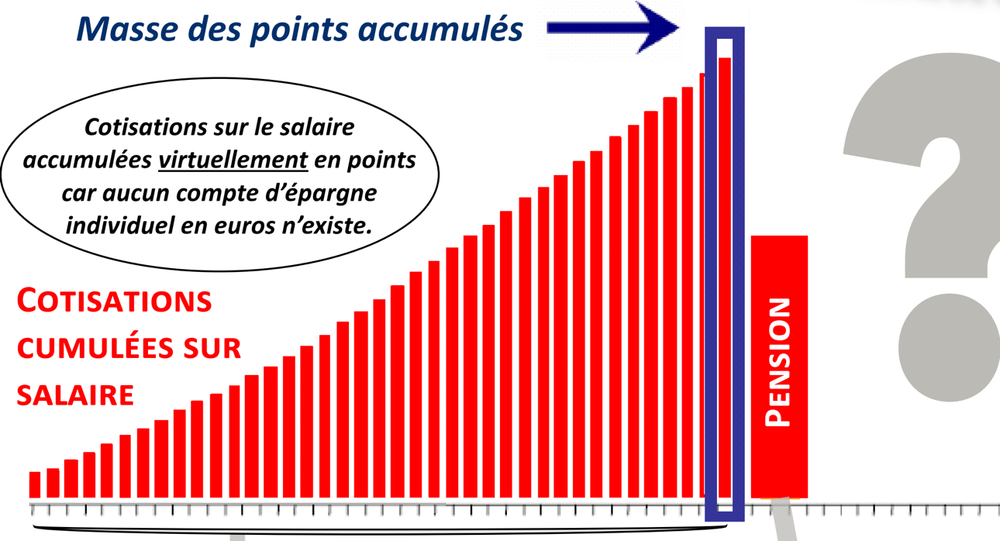 Masse des points accumulés
Cotisations sur le salaire
accumulées virtuellement en points
car aucun compte d’épargne
individuel en euros n’existe.
COTISATIONS
CUMULÉES SUR
SALAIRE
PENSION
?